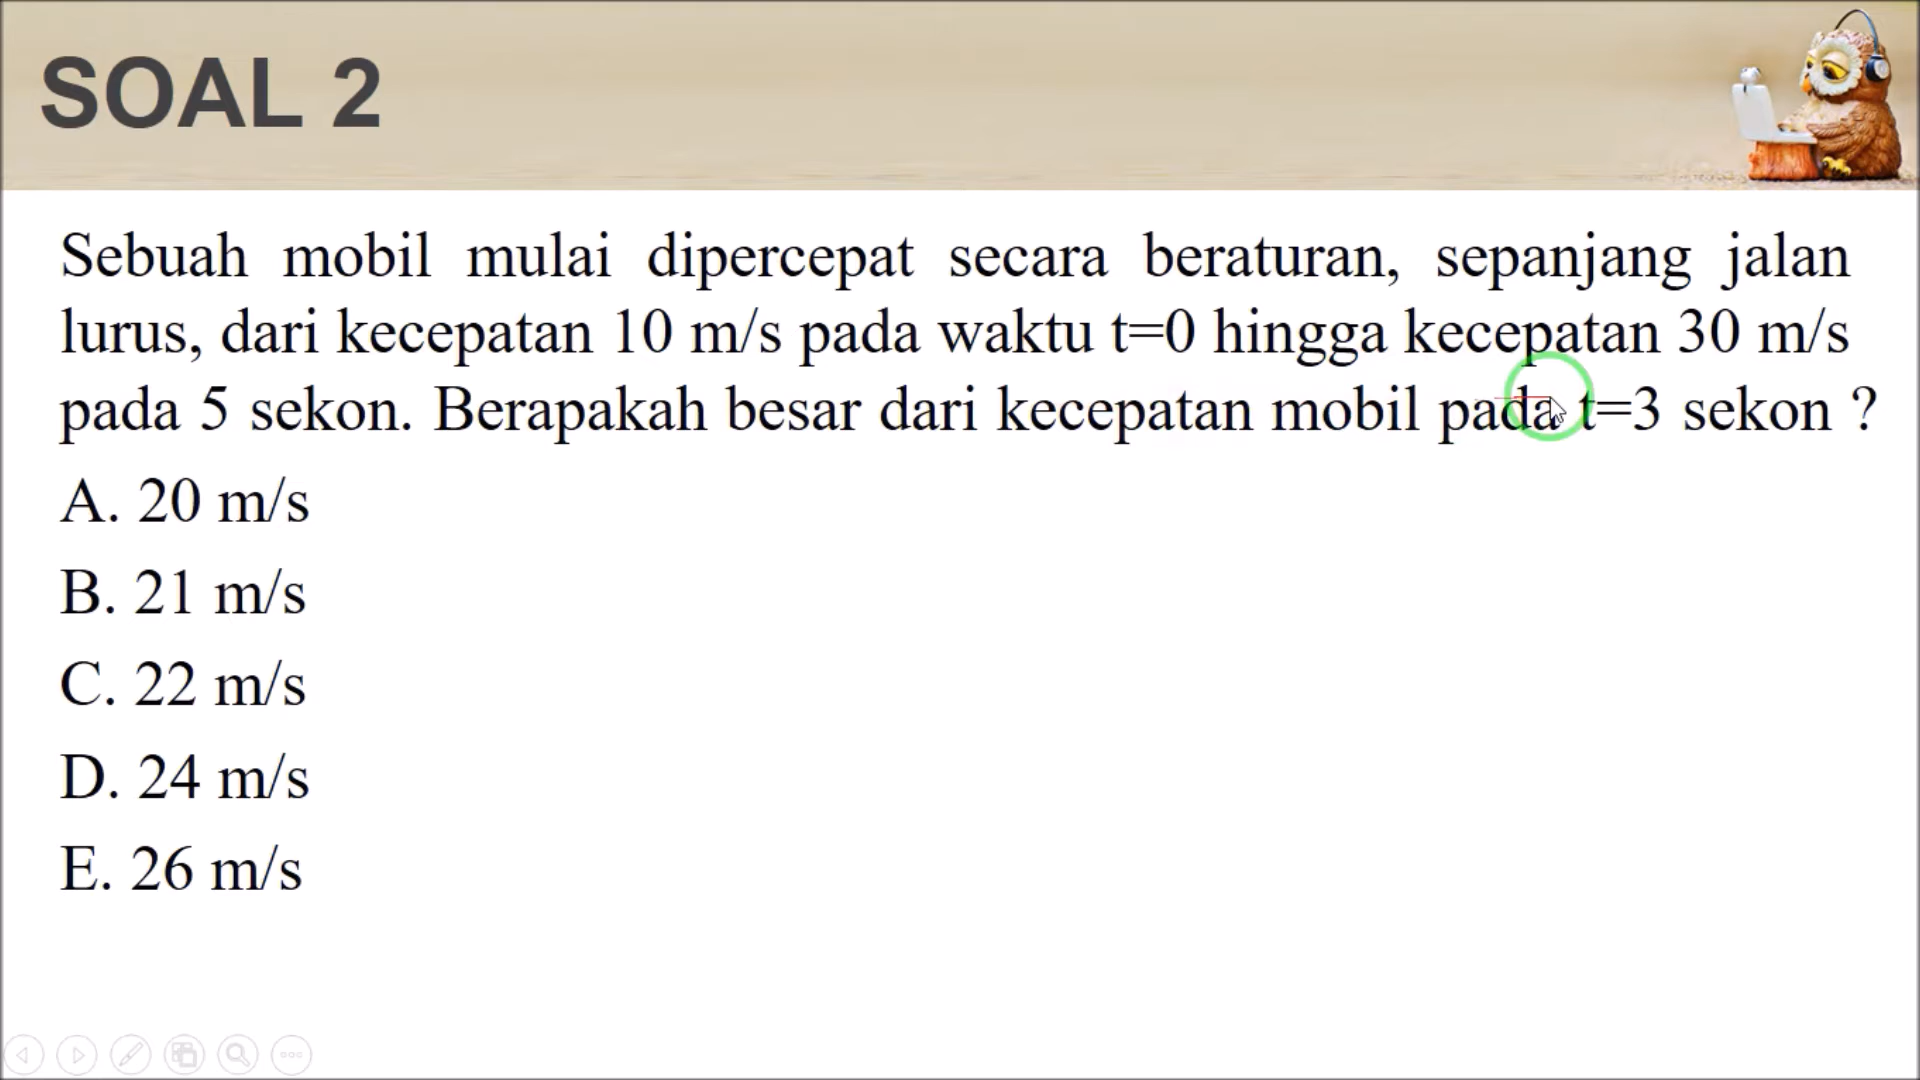 SOAL 2
Sebuah mobil mulai dipercepat secara beraturan, sepanjang jalan
lurus, dari kecepatan 10 m/s pada waktu t=0 hingga kecepatan 30 m/s
pada 5 sekon. Berapakah besar dari kecepatan mobil pada t=3 sekon ?
A. 20 m/s
B. 21 m/s
C. 22 m/s
D. 24 m/s
E. 26 m/s